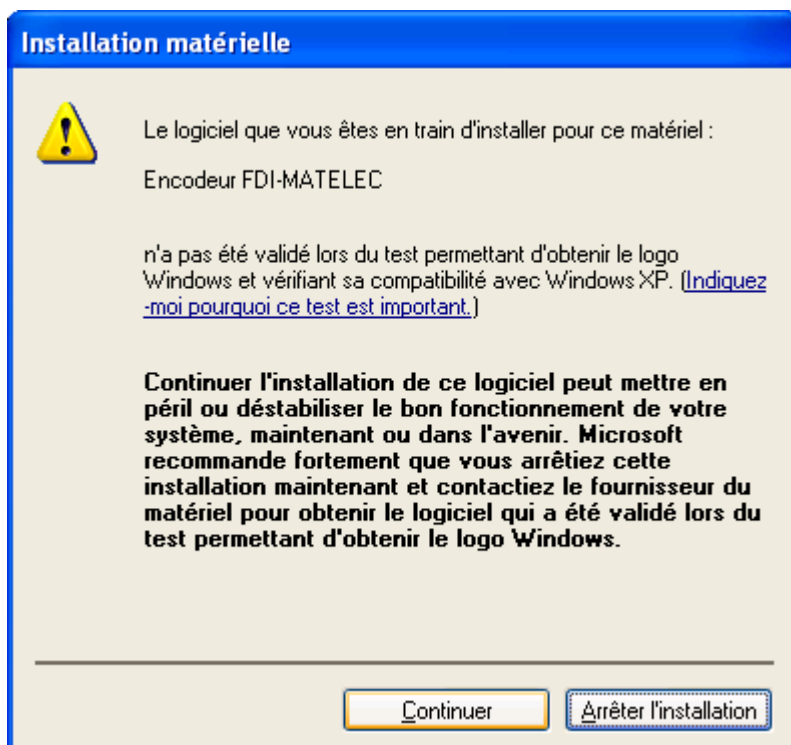 Installation matérielle
Le logiciel que vous êtes en train d'installer pour ce matériel :
Encodeur FDI-MATELEC
n'a pas été validé lors du test permettant d'obtenir le logo
Windows et vérifiant sa compatibilité avec Windows XP. (Indiquez
-moi pourquoi ce test est important.)
Continuer l'installation de ce logiciel peut mettre en
péril ou déstabiliser le bon fonctionnement de votre
système, maintenant ou dans l'avenir. Microsoft
recommande fortement que vous arrêtiez cette
installation maintenant et contactiez le fournisseur du
matériel pour obtenir le logiciel qui a été validé lors du
test permettant d'obtenir le logo Windows.
Continuer
Arrêter l'installation